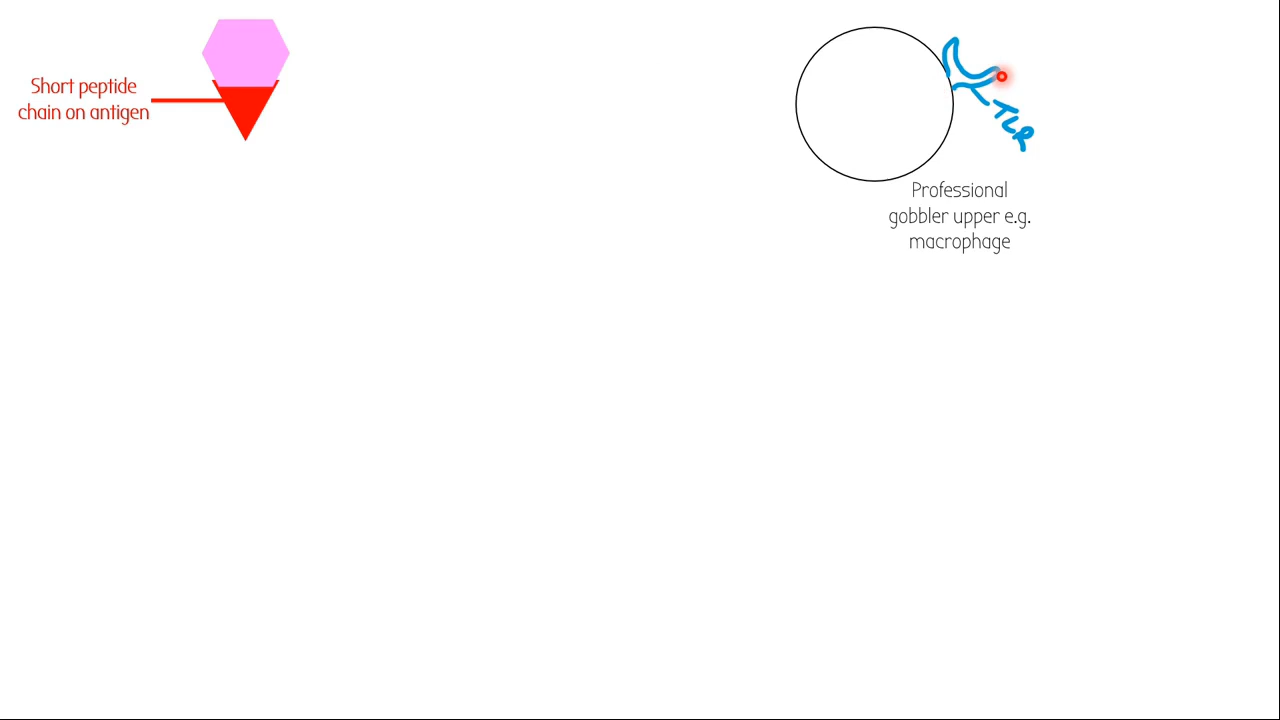 Short peptide
chain on antigen
TLR
Professional
gobbler upper e.g.
macrophage